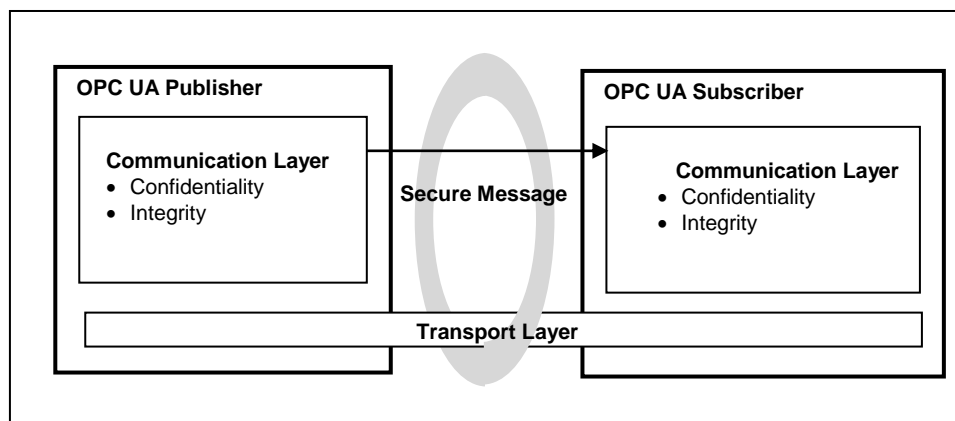 OPC UA Publisher
Communication Layer
• Confidentiality
• Integrity
Secure Message
OPC UA Subscriber
Communication Layer
• Confidentiality
• Integrity
Transport Layer